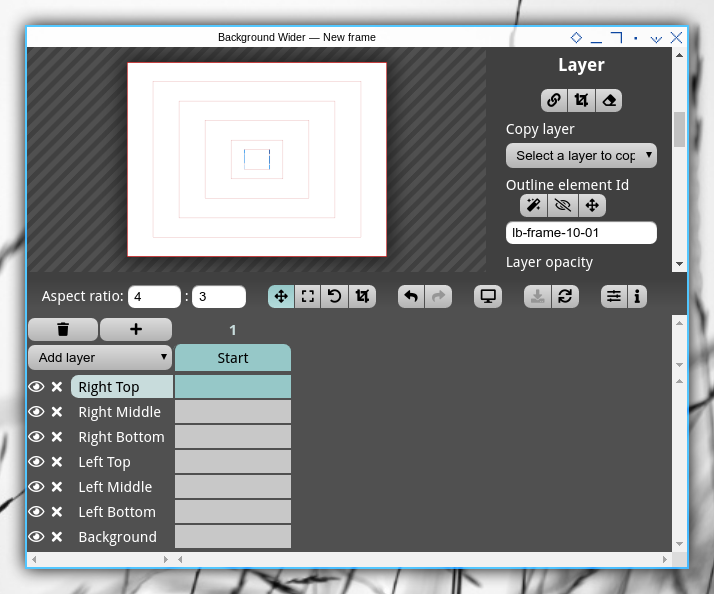 Background Wider — New frame
Layer
Copy layer
Select a layer to cop
Outline element Id
lb-frame-10-01
Layer opacity
Aspect ratio: 4 : 3
1
Add layer
Start
Right Top
Right Middle
Right Bottom
Left Top
Left Middle
Left Bottom
Background